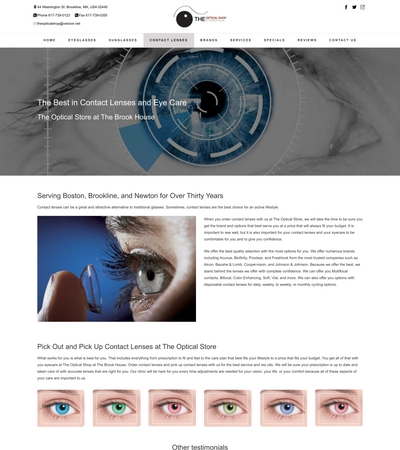 44 Washington St. Brookline, MA, USA 02445
Phone 617-739-0123 Fax 617-739-0355
theopticalshop@verizon.net
THE OPTICAL SHOP
HOME EYEGLASSES SUNGLASSES CONTACT LENSES BRANDS SERVICES SPECIALS REVIEWS CONTACT US
The Best in Contact Lenses and Eye Care
The Optical Store at The Brook House
Serving Boston, Brookline, and Newton for Over Thirty Years
Contact lenses can be a great and attractive alternative to traditional glasses. Sometimes, contact lenses are the best choice for an active lifestyle.
When you order contact lenses with us at The Optical Store, we will take the time to be sure you
get the brand and options that best serve you at a price that will always fit your budget. It is
important to see well, but it is also important for your contact lenses and your eyecare to be
comfortable for you and to give you confidence.
We offer the best quality selection with the most options for you. We offer numerous brands
including Acuvue, Biofinity, Proclear, and Freshlook from the most trusted companies such as
Alcon, Bausch & Lomb, Coopervision, and Johnson & Johnson. Because we offer the best, we
stand behind the lenses we offer with complete confidence. We can offer you Multifocal
contacts, Bifocal, Color Enhancing, Soft, Vial, and more. We can also offer you options with
disposable contact lenses for daily, weekly, bi weekly, or monthly cycling options.
Pick Out and Pick Up Contact Lenses at The Optical Store
What works for you is what is best for you. That includes everything from prescription to fit and feel to the care plan that best fits your lifestyle to a price that fits your budget. You get all of that with
you eyecare at The Optical Shop at The Brook House. Order contact lenses and pick up contact lenses with us for the best service and results. We will be sure your prescription is up to date and
taken care of with accurate lenses that are right for you. Our clinic will be here for you every time adjustments are needed for your vision, your life, or your comfort because all of these aspects of
your care are important to us.
Other testimonials